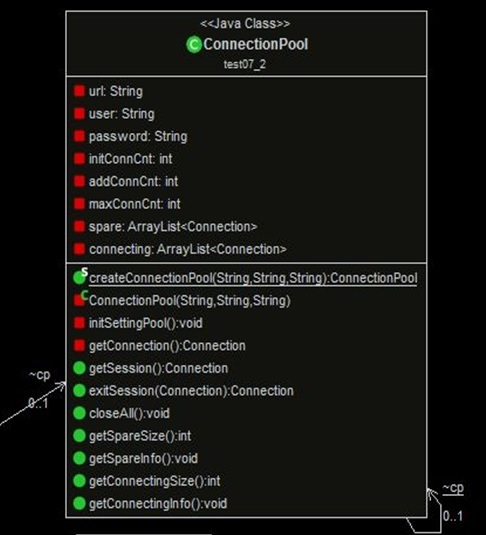 <<Java Class>>
C ConnectionPool
test07_2
url: String
user: String
password: String
initConnCnt: int
addConnCnt: int
maxConnCnt: int
spare: ArrayList<Connection>
connecting: ArrayList<Connection>
S createConnectionPool(String,String,String):ConnectionPool
C ConnectionPool(String,String,String)
initSettingPool():void
getConnection():Connection
getSession():Connection
exitSession(Connection):Connection
closeAll():void
getSpareSize():int
getSpareInfo():void
getConnectingSize():int
getConnectingInfo():void
~cp
0..1
~cp
0..1